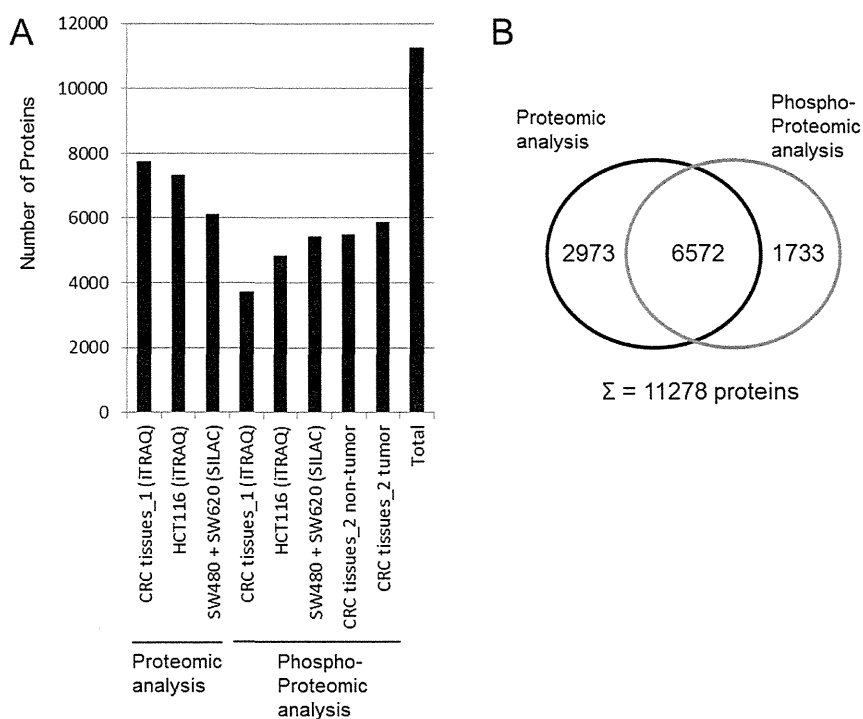 A
Number of Proteins
12000
10000
8000
6000
4000
2000
0
CRC tissues_1 (iTRAQ)
HCT116 (iTRAQ)
SW480 + SW620 (SILAC)
CRC tissues_1 (iTRAQ)
HCT116 (iTRAQ)
SW480 + SW620 (SILAC)
CRC tissues_2 non-tumor
CRC tissues_2 tumor
Total
Proteomic
analysis
Phospho-
Proteomic
analysis
B
Proteomic
analysis
Phospho-
Proteomic
analysis
2973
6572
1733
Σ = 11278 proteins